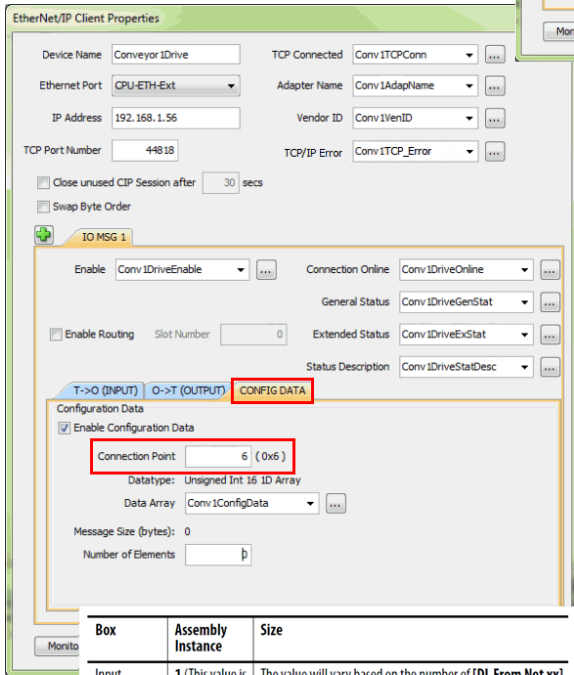 EtherNet/IP Client Properties
Moni
Device Name Conveyor1Drive TCP Connected Conv1TCPConn ...
Ethernet Port CPU-ETH-Ext Adapter Name Conv1AdapName ...
IP Address 192.168.1.56 Vendor ID Conv1VenID ...
TCP Port Number 44818 TCP/IP Error Conv1TCP_Error ...
Close unused CIP Session after 30 secs
Swap Byte Order
IO MSG 1
Enable Conv1DriveEnable ... Connection Online Conv1DriveOnline ...
General Status Conv1DriveGenStat ...
Enable Routing Slot Number 0 Extended Status Conv1DriveExStat ...
Status Description Conv1DriveStatDesc ...
T->O (INPUT) O->T (OUTPUT) CONFIG DATA
Configuration Data
Enable Configuration Data
Connection Point 6 (0x6)
Datatype: Unsigned Int 16 1D Array
Data Array Conv1ConfigData ...
Message Size (bytes): 0
Number of Elements 0
Monito
Box Assembly Size
Instance
Input 1 (This value is The value will vary based on the number of [DL From Net xx]